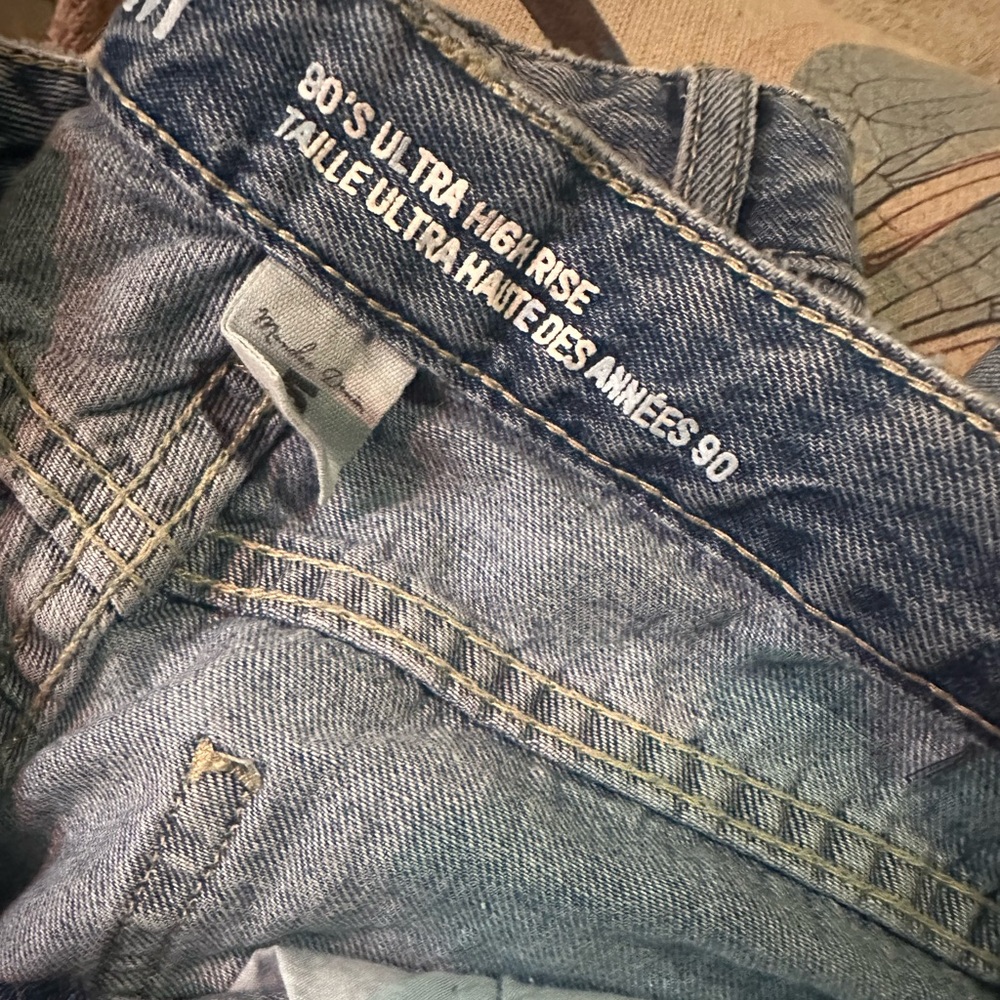 90'S ULTRA HIGH RISE
TAILLE ULTRA HAUTE DES ANNÉES 90